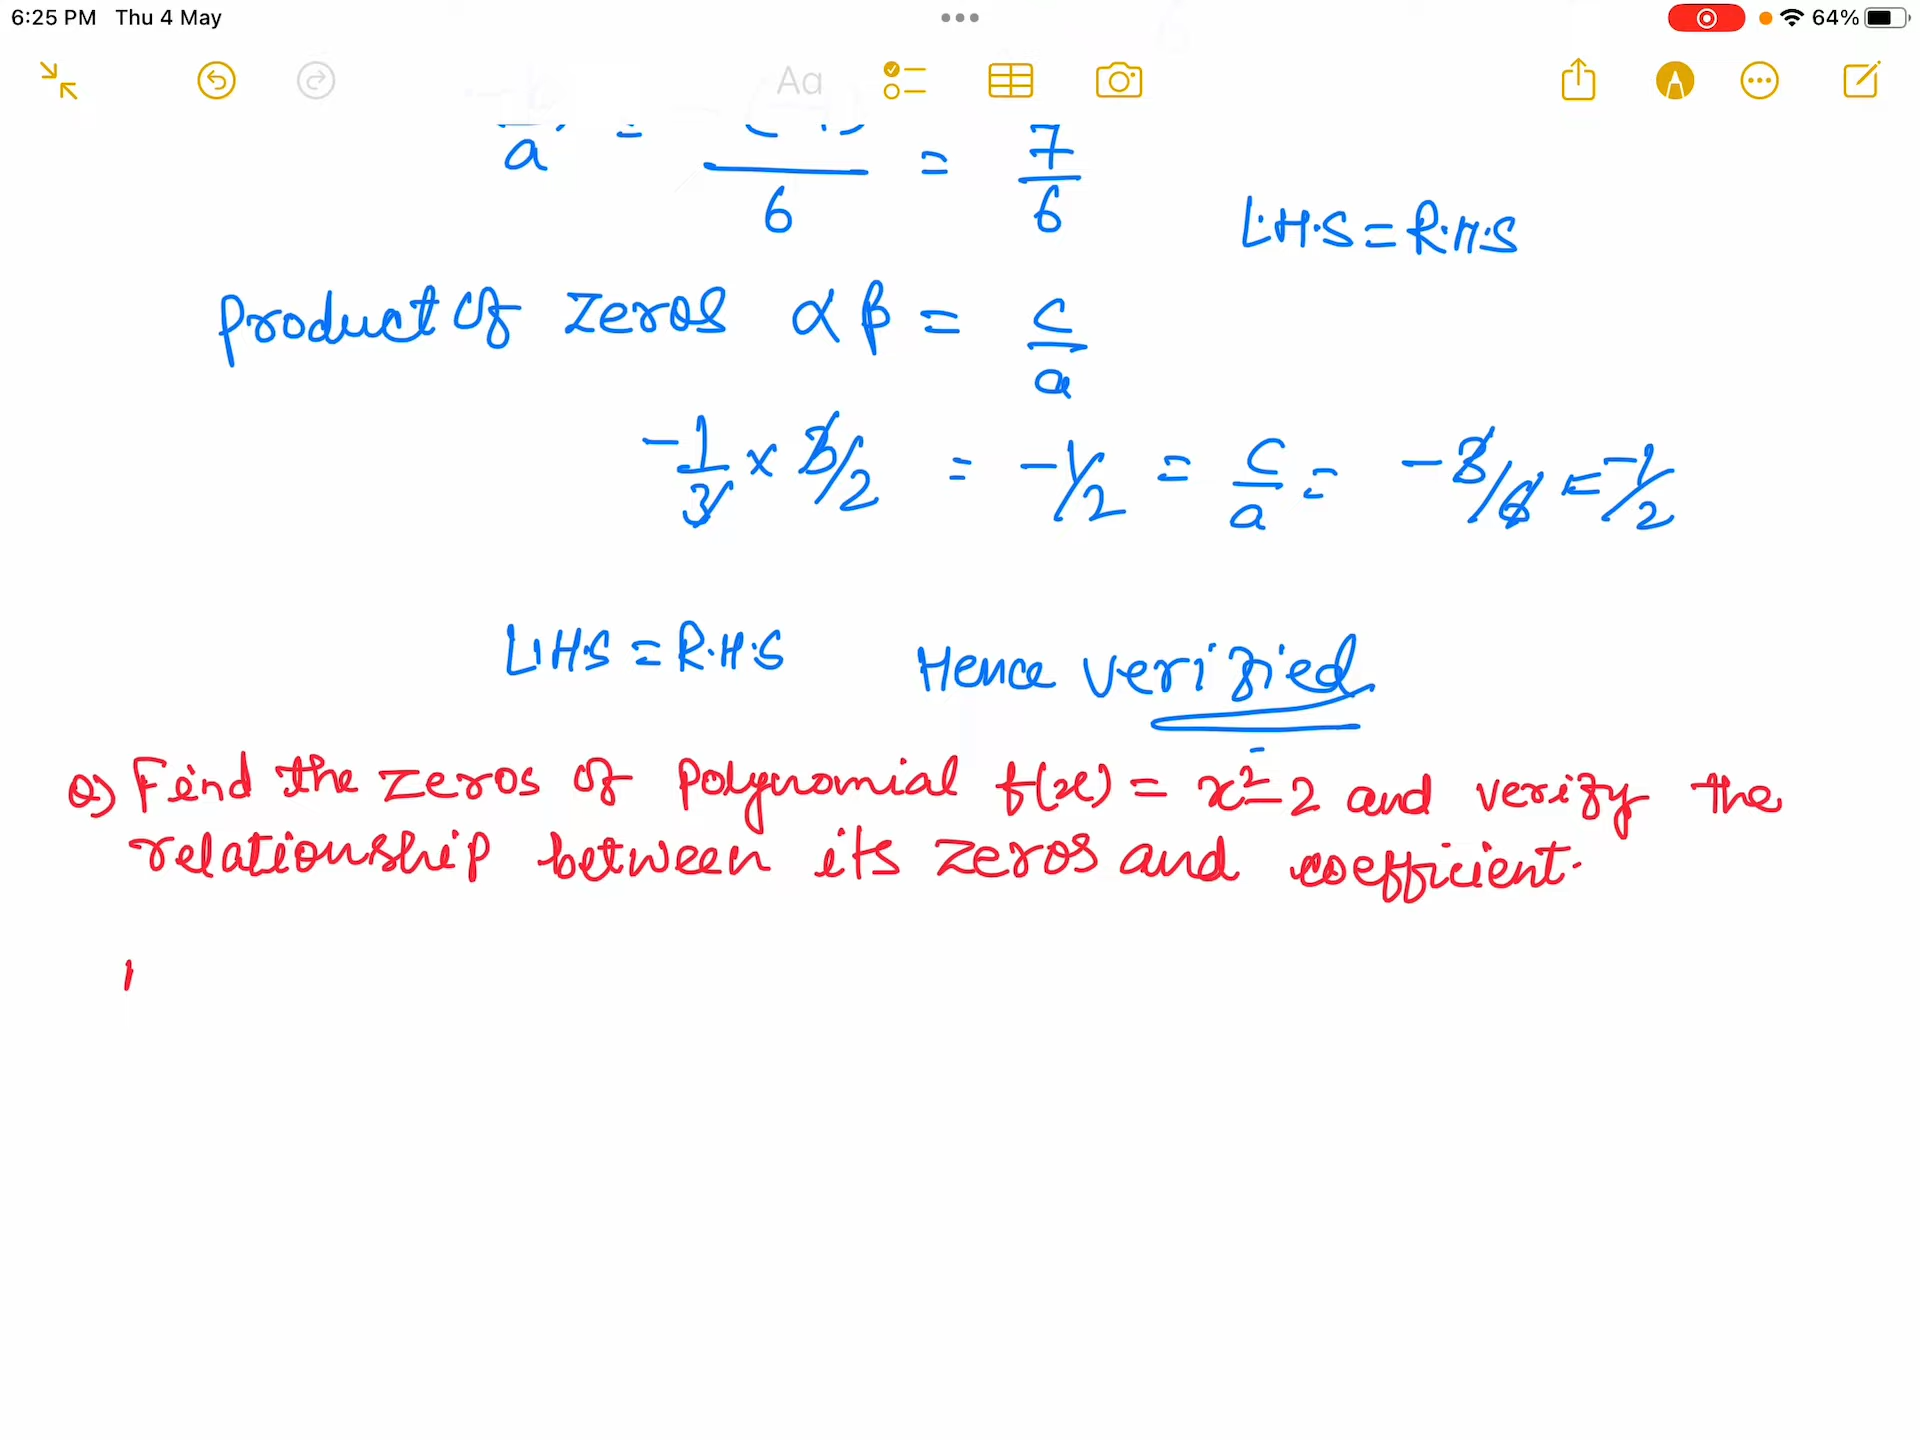 6:25 PM Thu 4 May
64%
Aa
a = 6 = 7/6
L.H.S = R.H.S
product of zeros α β = c/a
-1/3 x 3/2 = -1/2 = c/a = -3/6 = -1/2
L.H.S = R.H.S Hence verified
Q) Find the zeros of polynomial f(x) = x²-2 and verify the
relationship between its zeros and coefficient.